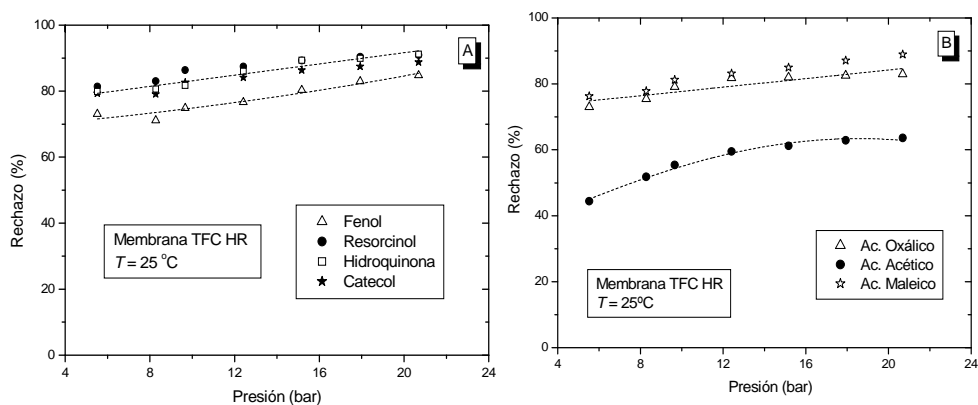 100
80
60
40
20
0
4
8
12
16
20
24
Rechazo (%)
Presión (bar)
A
Membrana TFC HR
T = 25 °C
Fenol
Resorcinol
Hidroquinona
Catecol
100
80
60
40
20
0
4
8
12
16
20
24
Rechazo (%)
Presión (bar)
B
Membrana TFC HR
T = 25ºC
Ac. Oxálico
Ac. Acético
Ac. Maleico